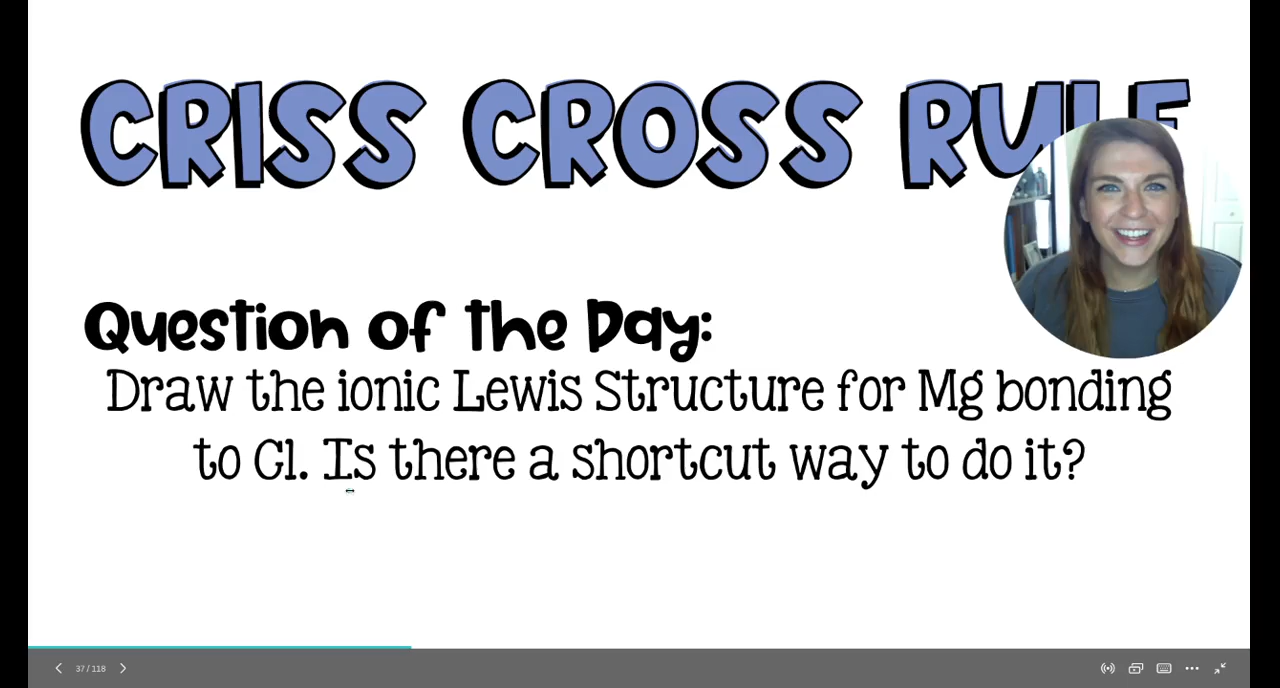 CRISS CROSS RULE
Question of the Day:
Draw the ionic Lewis Structure for Mg bonding
to Cl. Is there a shortcut way to do it?
37 / 118